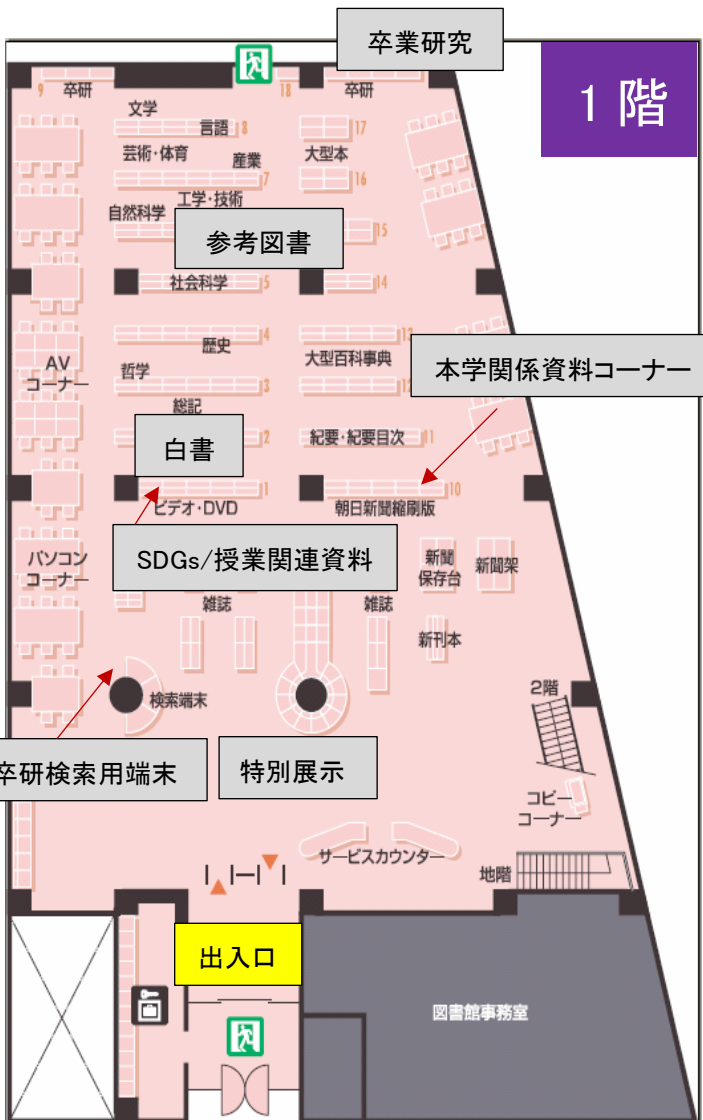 卒業研究
1階
9
卒研
18
卒研
文学
言語
8
17
芸術・体育
産業
大型本
7
16
工学・技術
自然科学
参考図書
15
社会科学
5
14
歴史
4
13
大型百科事典
AV
コーナー
哲学
3
12
本学関係資料コーナー
総記
白書
2
紀要・紀要目次
11
1
10
ビデオ・DVD
朝日新聞縮刷版
SDGs/授業関連資料
パソコン
コーナー
新聞
保存台
新聞架
雑誌
雑誌
新刊本
検索端末
2階
卒研検索用端末
特別展示
コピー
コーナー
サービスカウンター
地階
出入口
図書館事務室